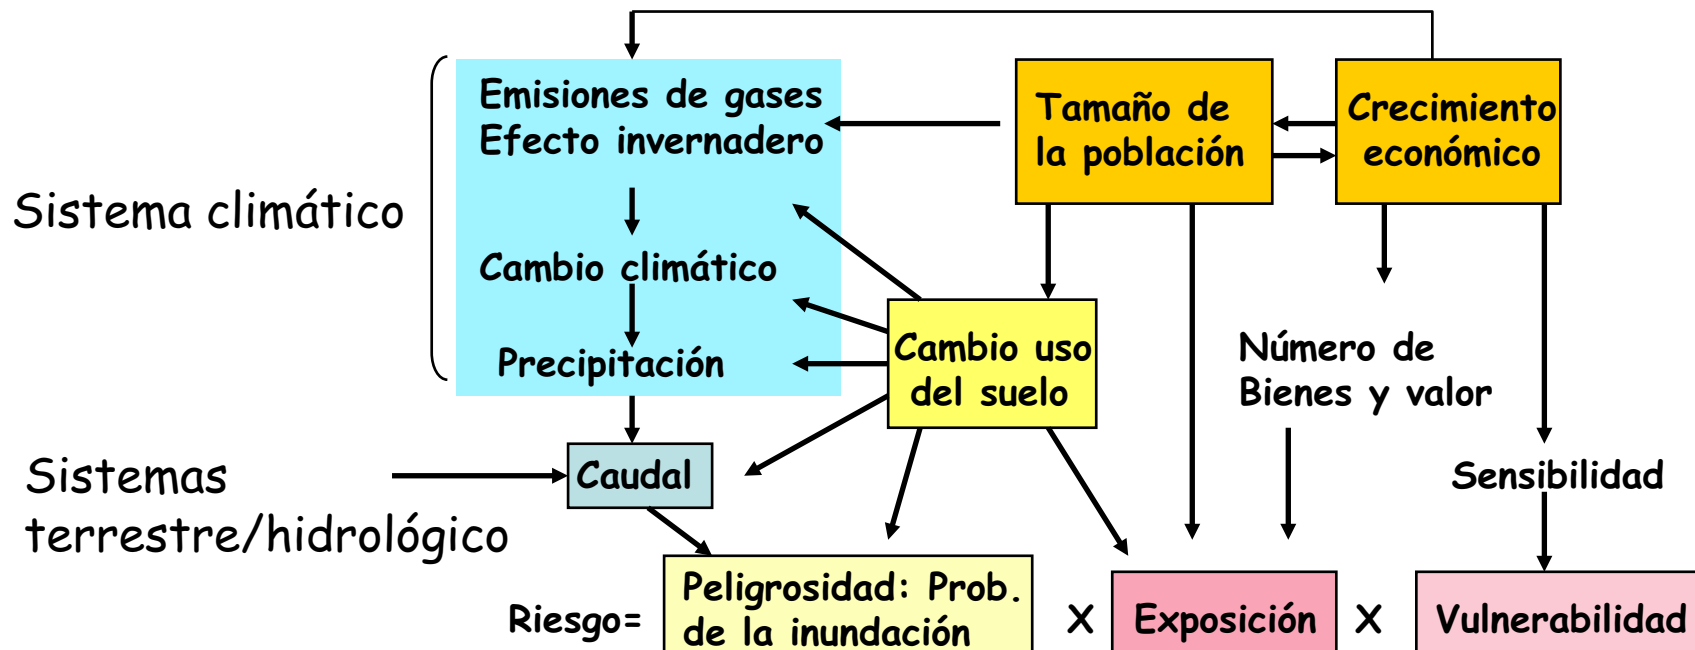 Emisiones de gases
Efecto invernadero
Tamaño de
la población
Crecimiento
económico
Sistema climático
Cambio climático
Precipitación
Cambio uso
del suelo
Número de
Bienes y valor
Sistemas
terrestre/hidrológico
Caudal
Sensibilidad
Riesgo=
Peligrosidad: Prob.
de la inundación
X
Exposición
X
Vulnerabilidad